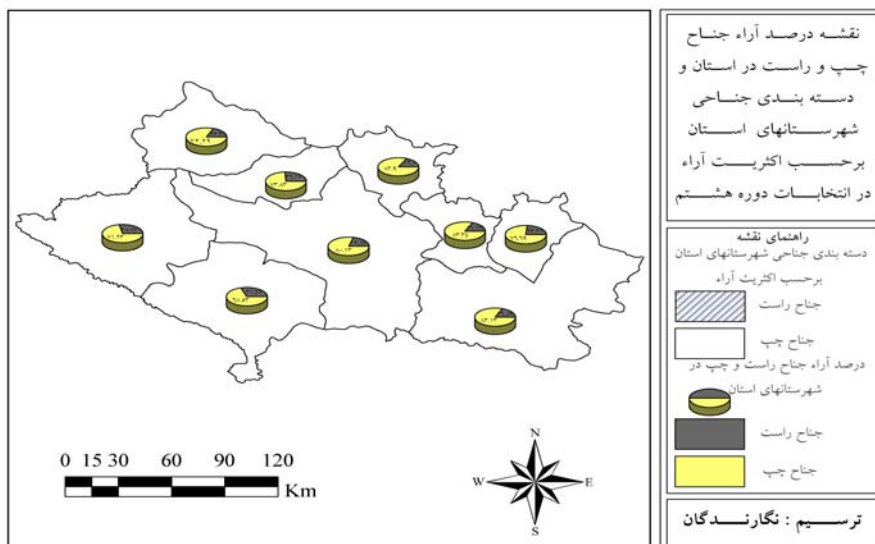 نقشه درصد آراء جناح
چپ و راست در استان و
دسته بندی جناحی
شهرستانهای استان
برحسب اکثریت آراء
در انتخابات دوره هشتم
راهنمای نقشه
دسته بندی جناحی شهرستانهای استان
برحسب اکثریت آراء
جناح راست
جناح چپ
درصد آراء جناح راست و چپ در
شهرستانهای استان
جناح راست
جناح چپ
ترسیم : نگارندگان
0 15 30 60 90 120
Km
N
W E
S